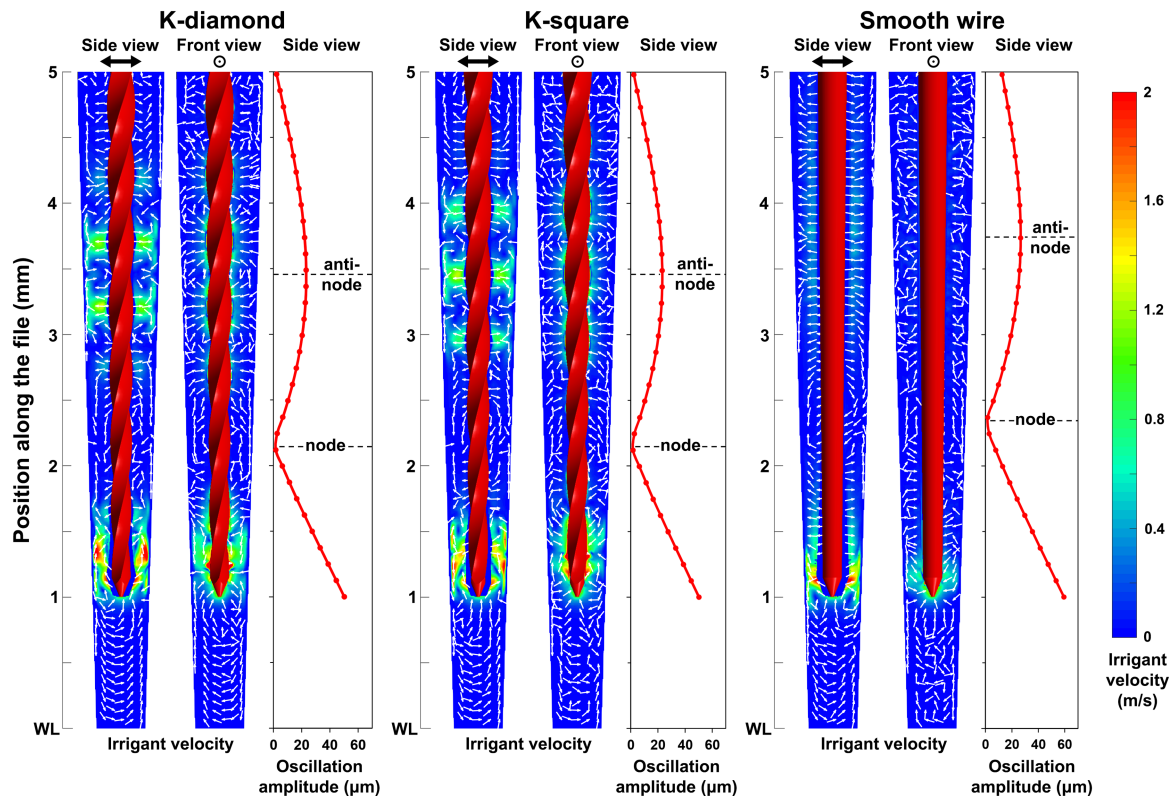 K-diamond
K-square
Smooth wire
Side view Front view Side view
Side view Front view Side view
Side view Front view Side view
Position along the file (mm)
5
4
3
2
1
WL
anti-
node
node
Irrigant velocity
0 20 40 60
Oscillation
amplitude (µm)
anti-
node
node
Irrigant velocity
0 20 40 60
Oscillation
amplitude (µm)
anti-
node
node
Irrigant velocity
0 20 40 60
Oscillation
amplitude (µm)
5
4
3
2
1
WL
5
4
3
2
1
WL
2
1.6
1.2
0.8
0.4
0
Irrigant
velocity
(m/s)